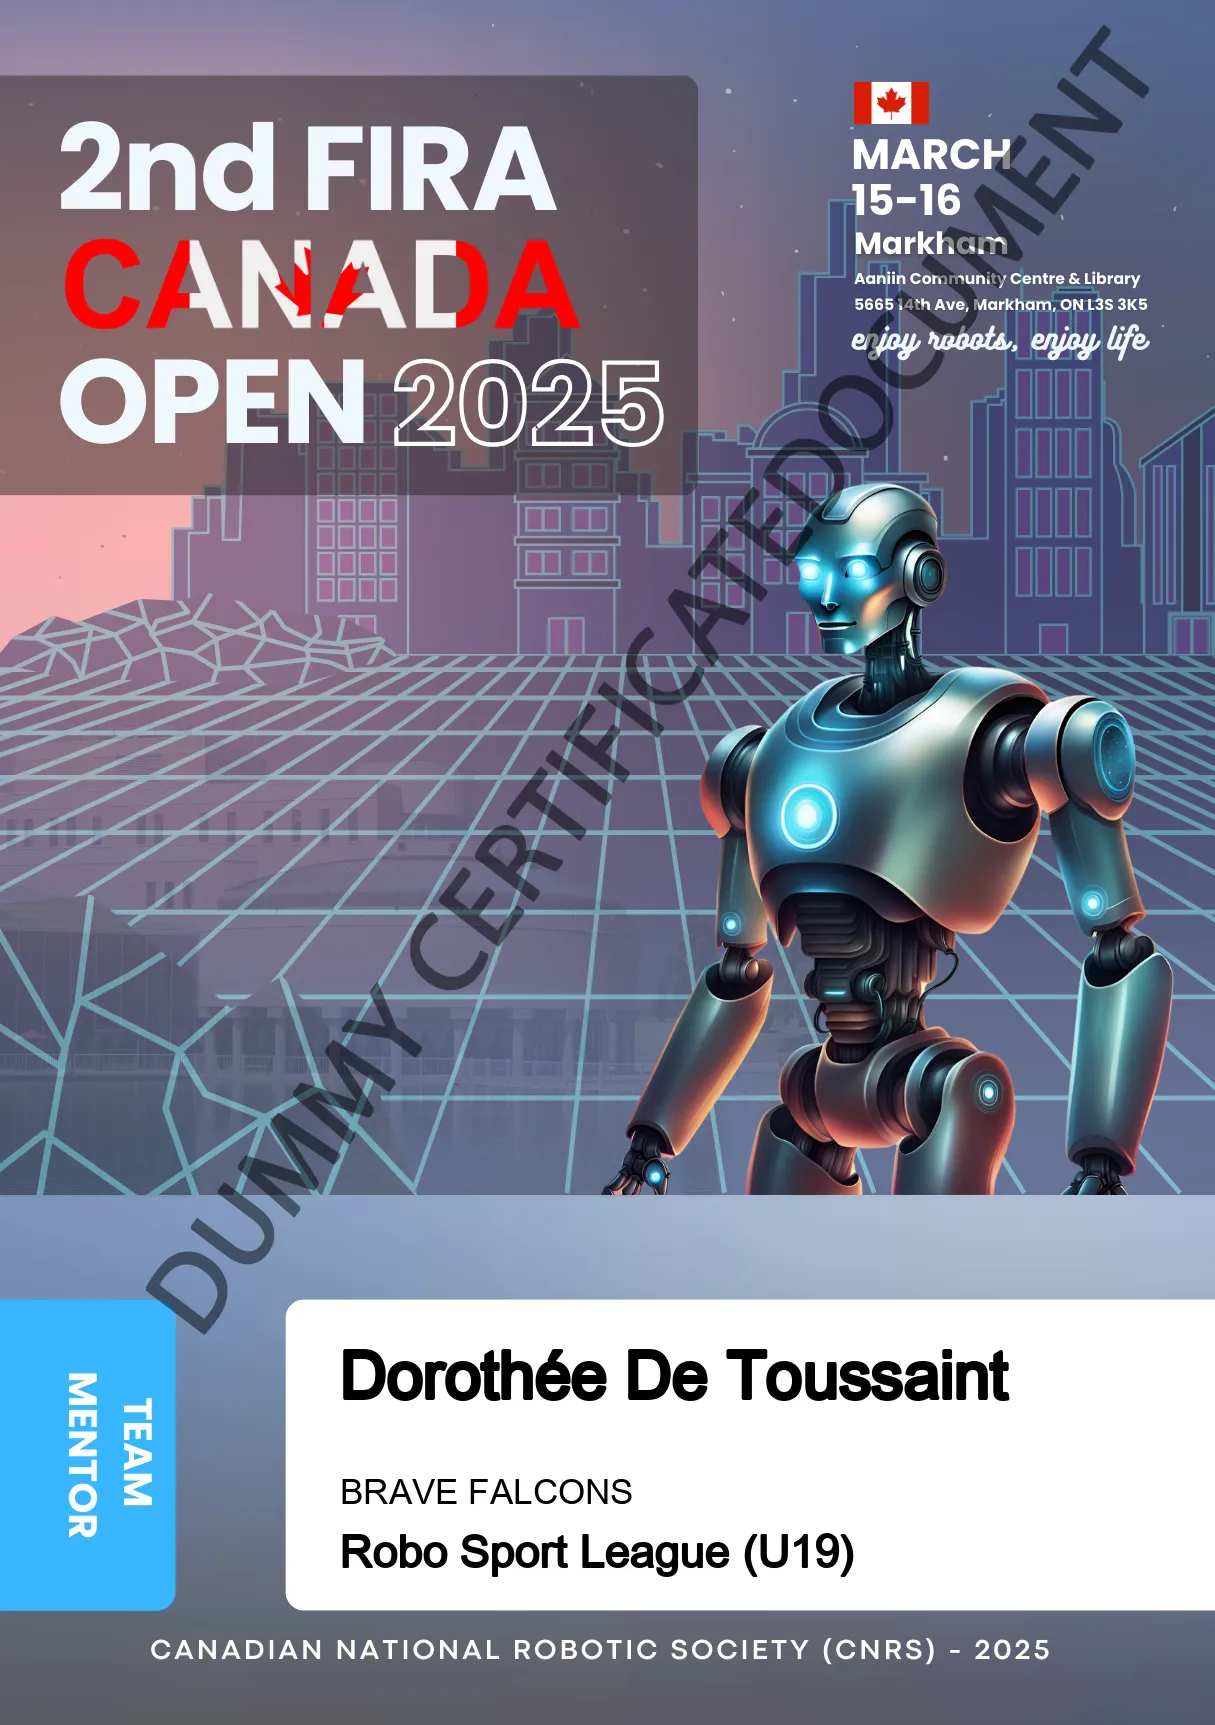 2nd FIRA
CANADA
OPEN 2025
MARCH
15-16
Markham
Aaniin Community Centre & Library
5665 14th Ave, Markham, ON L3S 3K5
enjoy robots, enjoy life
DUMMY CERTIFICATEDOCUMENT
TEAM
MENTOR
Dorothée De Toussaint
BRAVE FALCONS
Robo Sport League (U19)
CANADIAN NATIONAL ROBOTIC SOCIETY (CNRS) - 2025